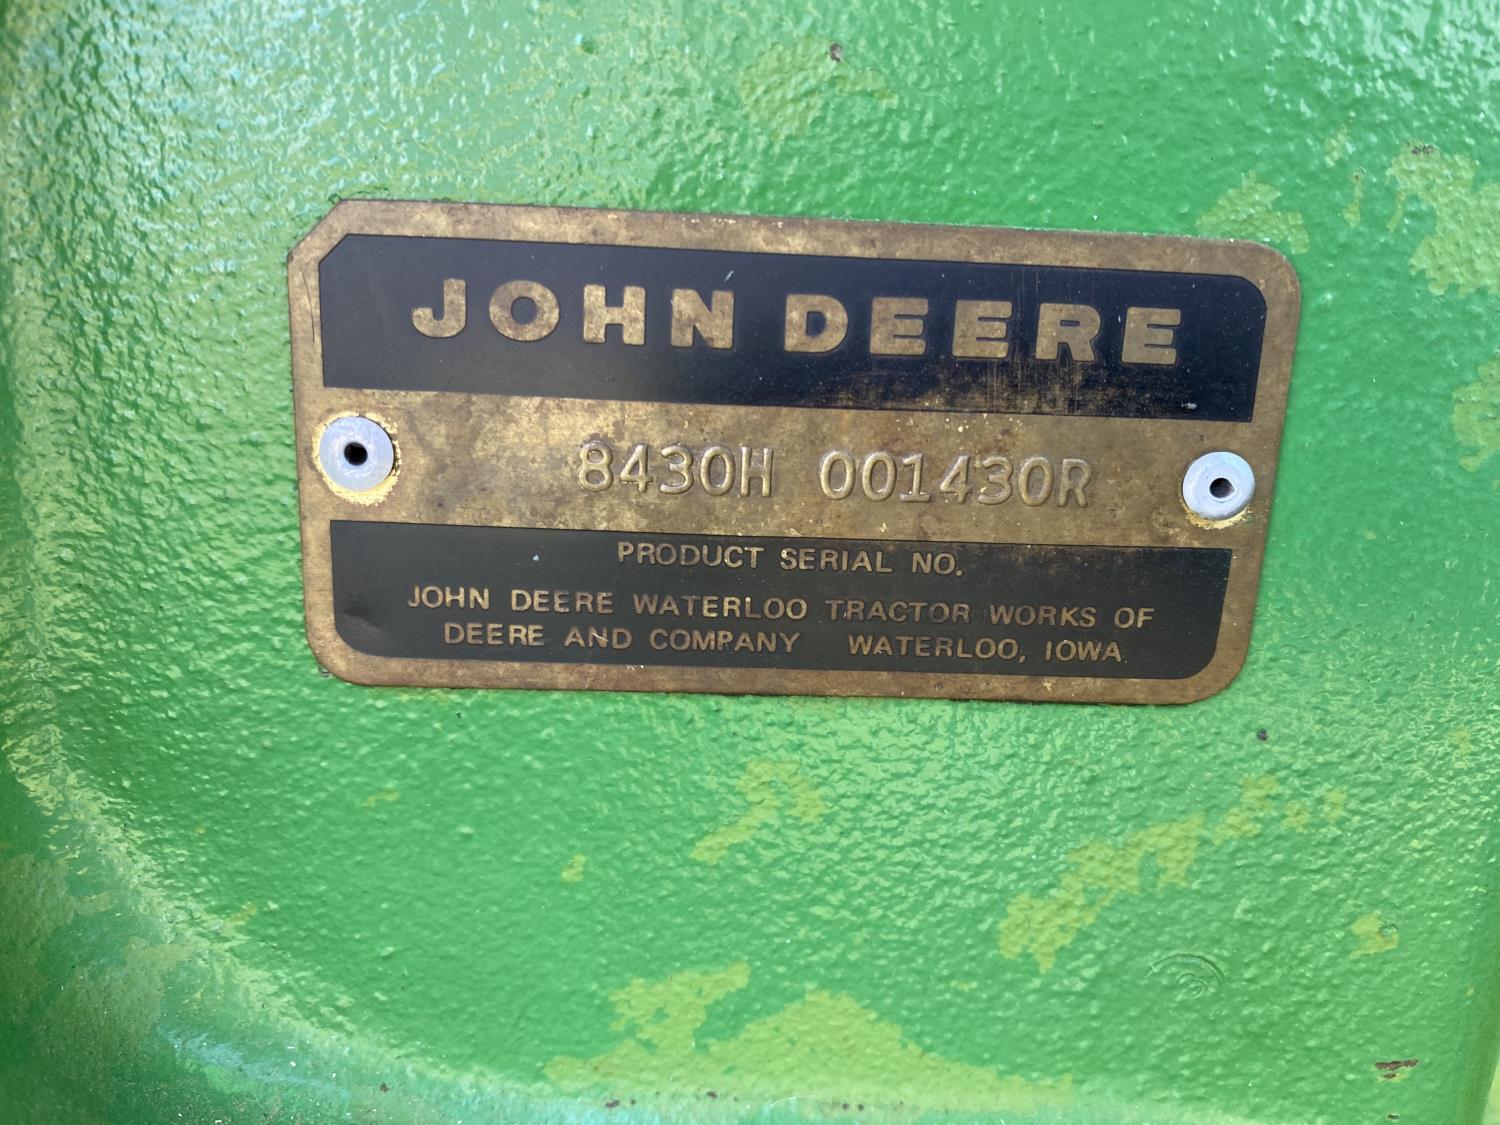 JOHN DEERE
8430H 001430R
PRODUCT SERIAL NO.
JOHN DEERE WATERLOO TRACTOR WORKS OF
DEERE AND COMPANY WATERLOO, IOWA